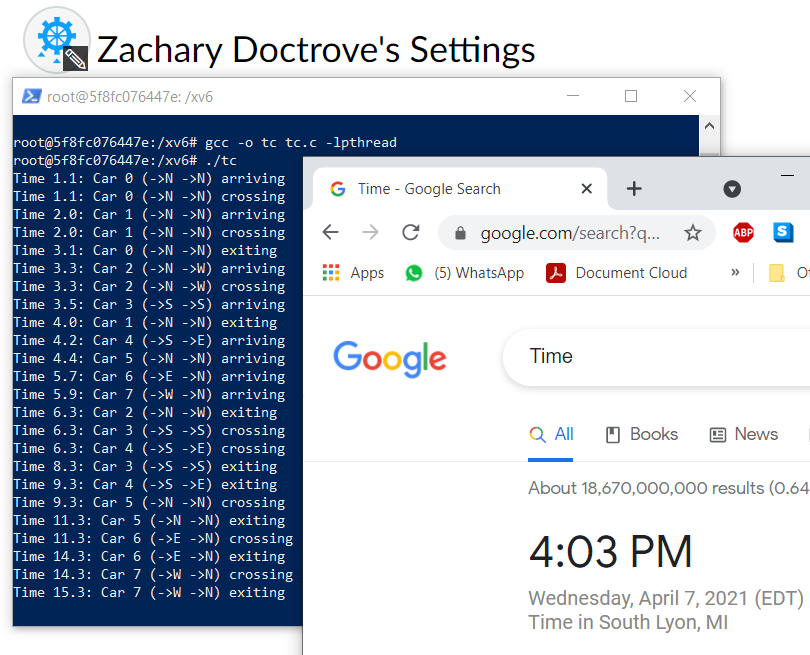 Zachary Doctrove's Settings
root@5f8fc076447e: /xv6
root@5f8fc076447e:/xv6# gcc -o tc tc.c -lpthread
root@5f8fc076447e:/xv6# ./tc
Time 1.1: Car 0 (->N ->N) arriving
Time 1.1: Car 0 (->N ->N) crossing
Time 2.0: Car 1 (->N ->N) arriving
Time 2.0: Car 1 (->N ->N) crossing
Time 3.1: Car 0 (->N ->N) exiting
Time 3.3: Car 2 (->N ->W) arriving
Time 3.3: Car 2 (->N ->W) crossing
Time 3.5: Car 3 (->S ->S) arriving
Time 4.0: Car 1 (->N ->N) exiting
Time 4.2: Car 4 (->S ->E) arriving
Time 4.4: Car 5 (->N ->N) arriving
Time 5.7: Car 6 (->E ->N) arriving
Time 5.9: Car 7 (->W ->N) arriving
Time 6.3: Car 2 (->N ->W) exiting
Time 6.3: Car 3 (->S ->S) crossing
Time 6.3: Car 4 (->S ->E) crossing
Time 8.3: Car 3 (->S ->S) exiting
Time 9.3: Car 4 (->S ->E) exiting
Time 9.3: Car 5 (->N ->N) crossing
Time 11.3: Car 5 (->N ->N) exiting
Time 11.3: Car 6 (->E ->N) crossing
Time 14.3: Car 6 (->E ->N) exiting
Time 14.3: Car 7 (->W ->N) crossing
Time 15.3: Car 7 (->W ->N) exiting
Time - Google Search
google.com/search?q... ABP S
Apps (5) WhatsApp Document Cloud » Ot
Google
Time
All Books News
About 18,670,000,000 results (0.64
4:03 PM
Wednesday, April 7, 2021 (EDT)
Time in South Lyon, MI